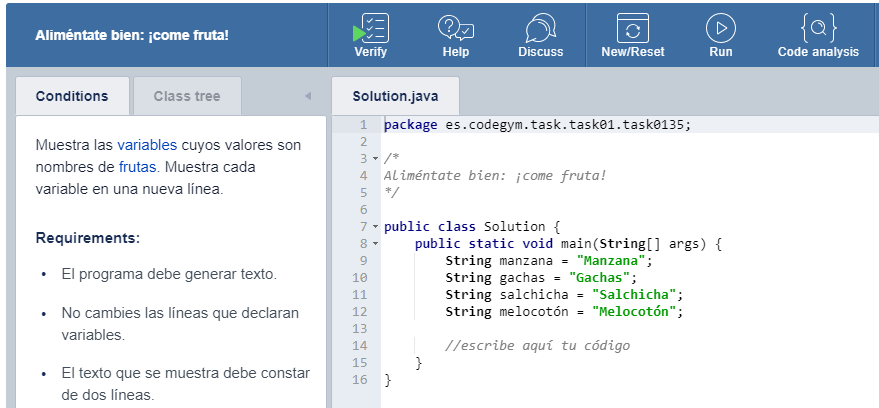 Aliméntate bien: ¡come fruta!
Verify
Help
Discuss
New/Reset
Run
Code analysis
Conditions
Class tree
Solution.java
Muestra las variables cuyos valores son
nombres de frutas. Muestra cada
variable en una nueva línea.
Requirements:
• El programa debe generar texto.
• No cambies las líneas que declaran
variables.
• El texto que se muestra debe constar
de dos líneas.
1 package es.codegym.task.task01.task0135;
2
3 /*
4 Aliméntate bien: ¡come fruta!
5 */
6
7 public class Solution {
8 public static void main(String[] args) {
9 String manzana = "Manzana";
10 String gachas = "Gachas";
11 String salchicha = "Salchicha";
12 String melocotón = "Melocotón";
13
14 //escribe aquí tu código
15 }
16 }